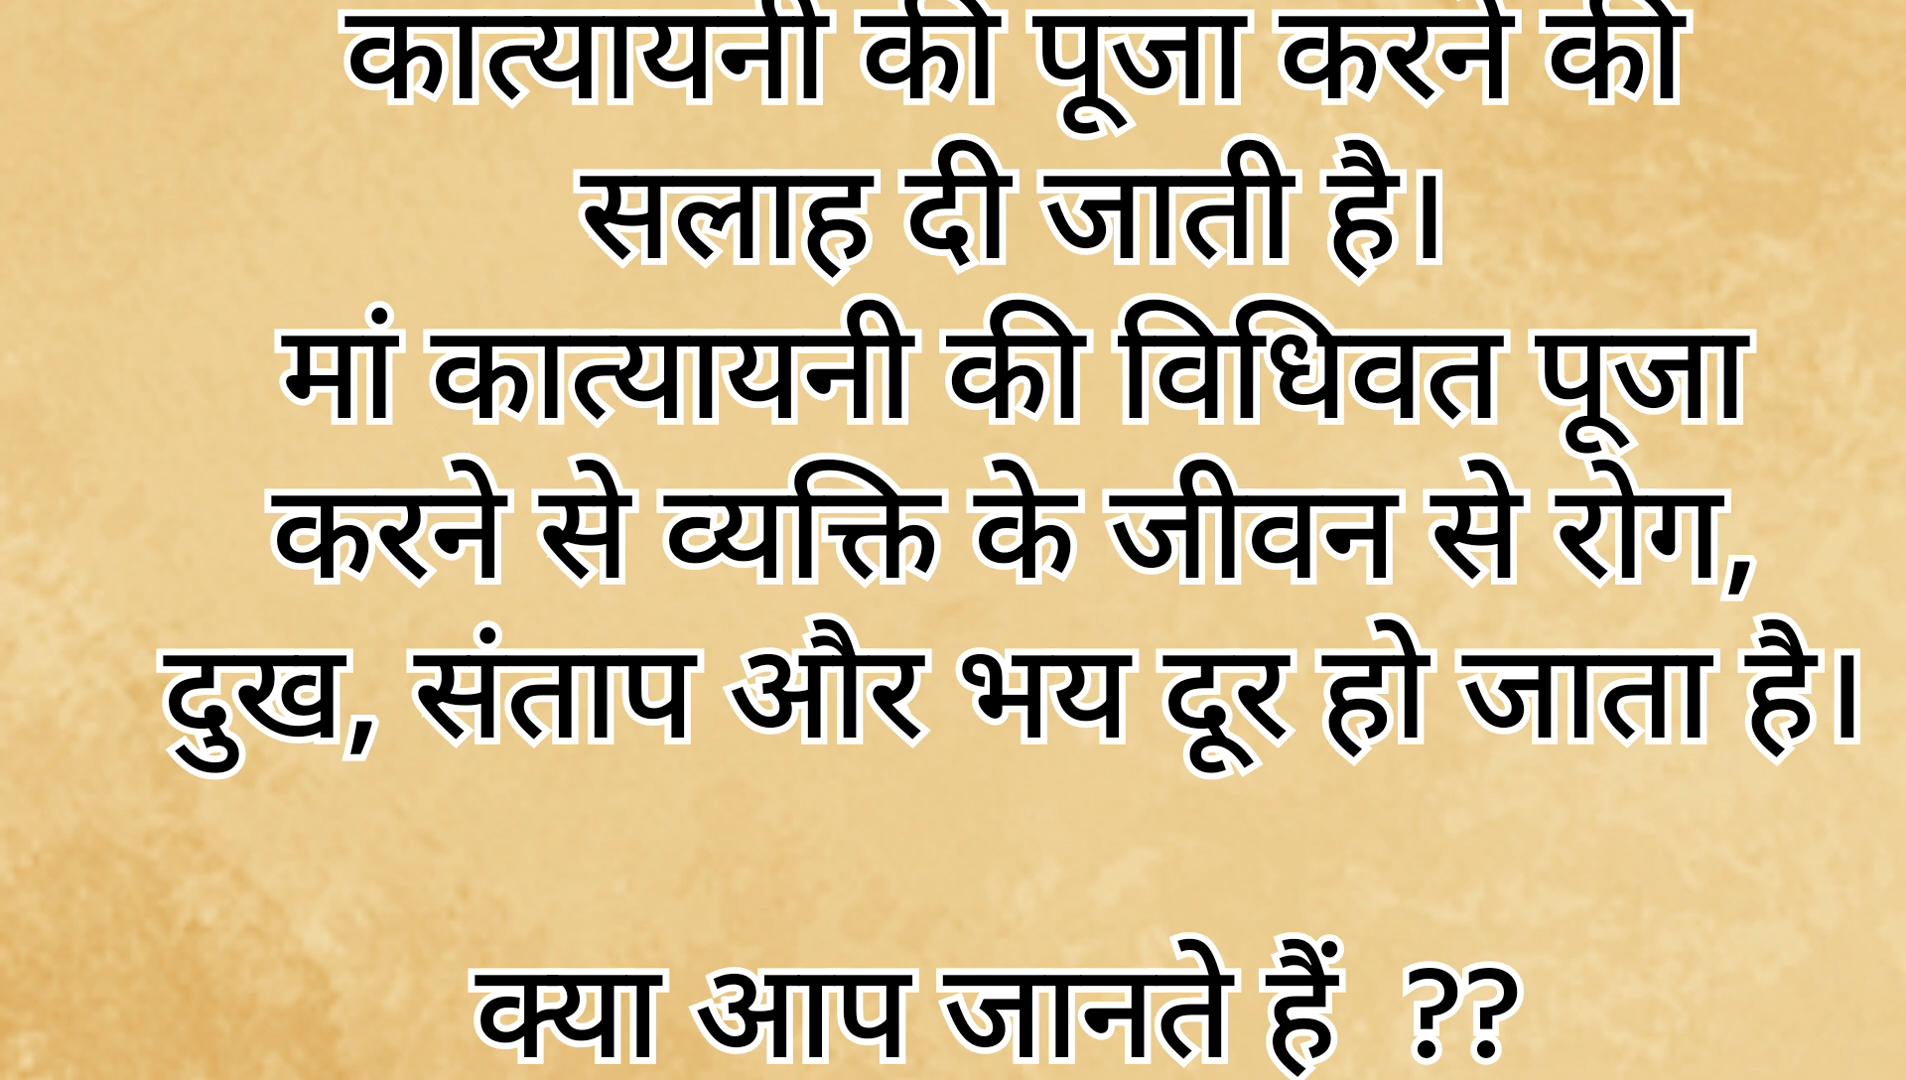 कात्यायनी की पूजा करने की
सलाह दी जाती है।
मां कात्यायनी की विधिवत पूजा
करने से व्यक्ति के जीवन से रोग,
दुख, संताप और भय दूर हो जाता है।
क्या आप जानते हैं ??